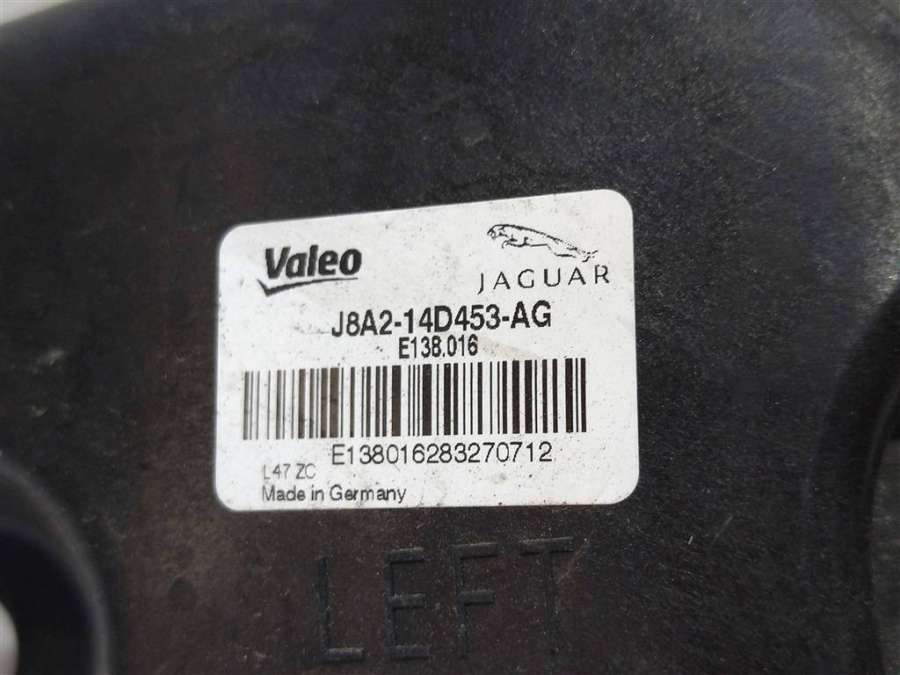 Valeo
JAGUAR
J8A2-14D453-AG
E138.016
E138016283270712
L47 ZC
Made in Germany
LEFT